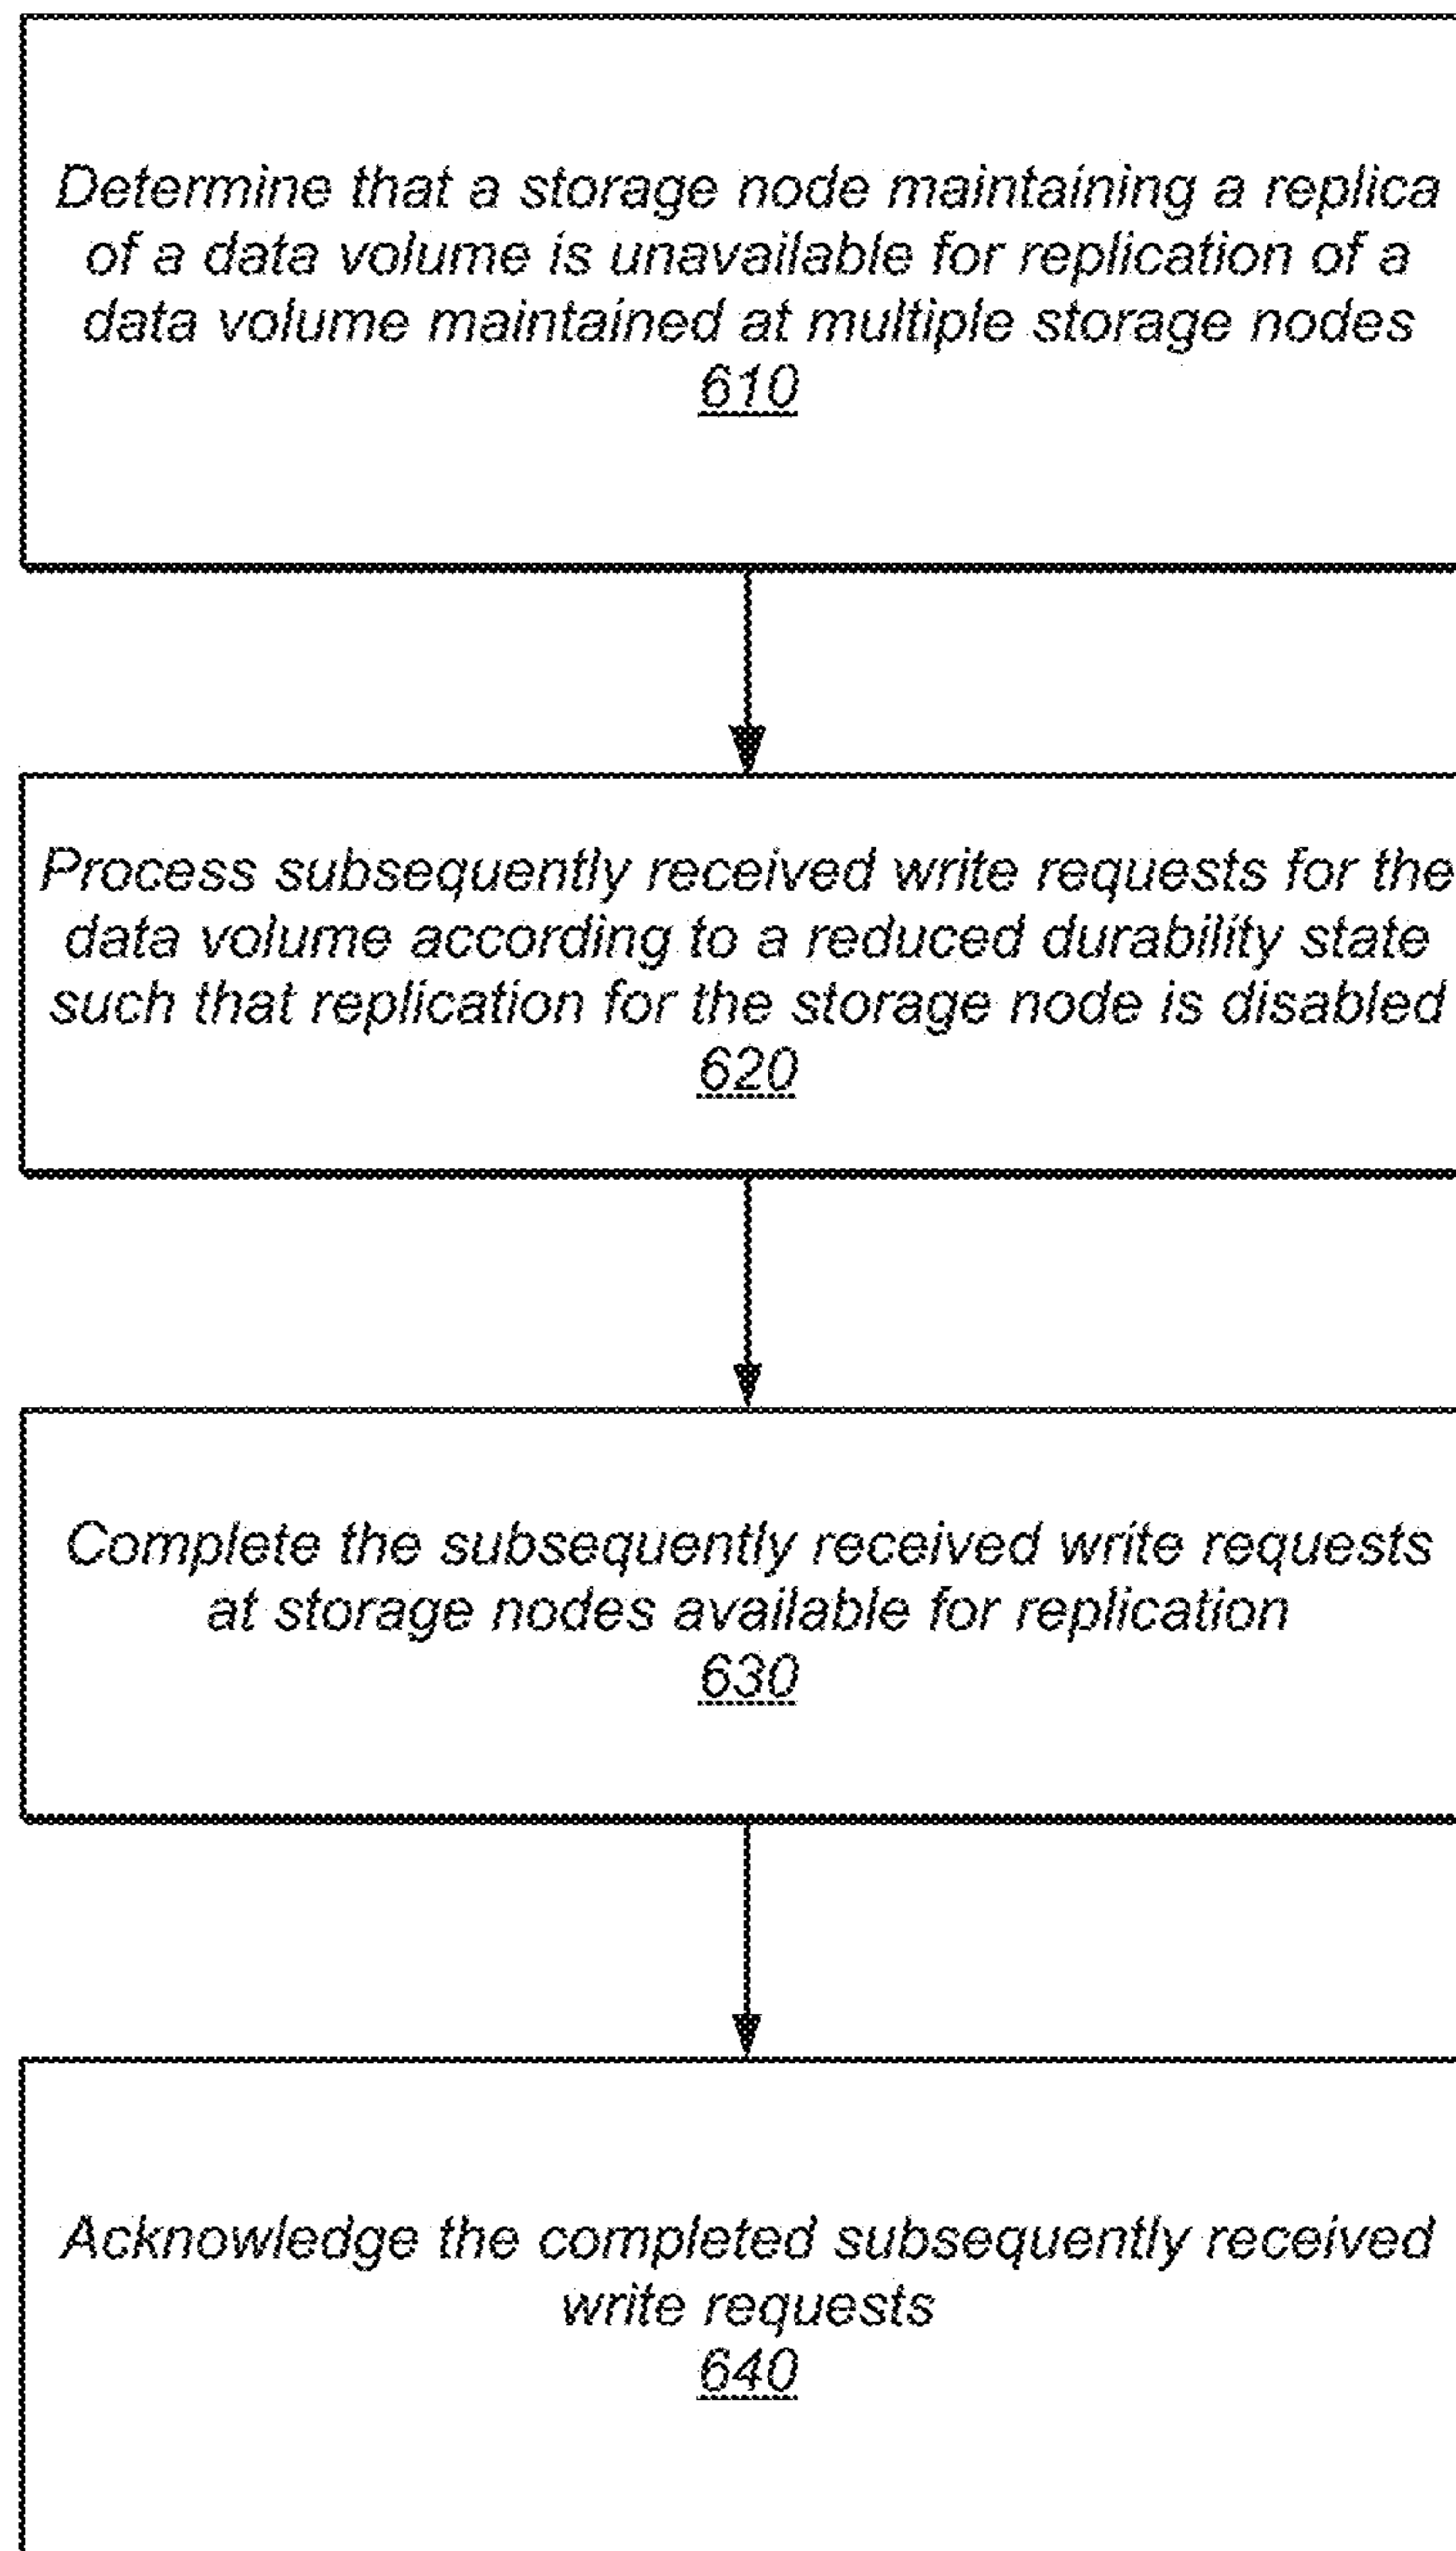 Determine that a storage node maintaining a replica
of a data volume is unavailable for replication of a
data volume maintained at multiple storage nodes
610
Process subsequently received write requests for the
data volume according to a reduced durability state
such that replication for the storage node is disabled
620
Complete the subsequently received write requests
at storage nodes available for replication
630
Acknowledge the completed subsequently received
write requests
640